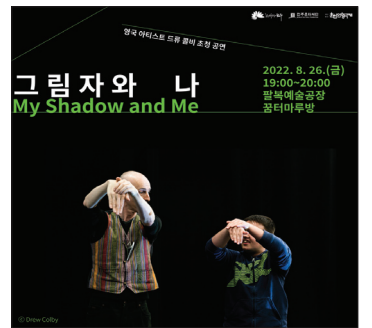 영국 아티스트 드류 콜비 초청 공연
그림자와 나
My Shadow and Me
2022. 8. 26.(금)
19:00~20:00
팔복예술공장
꿈터마루방
© Drew Colby